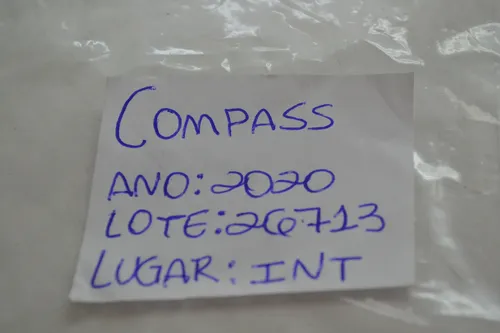 COMPASS
ANO: 2020
LOTE: 26713
LUGAR: INT